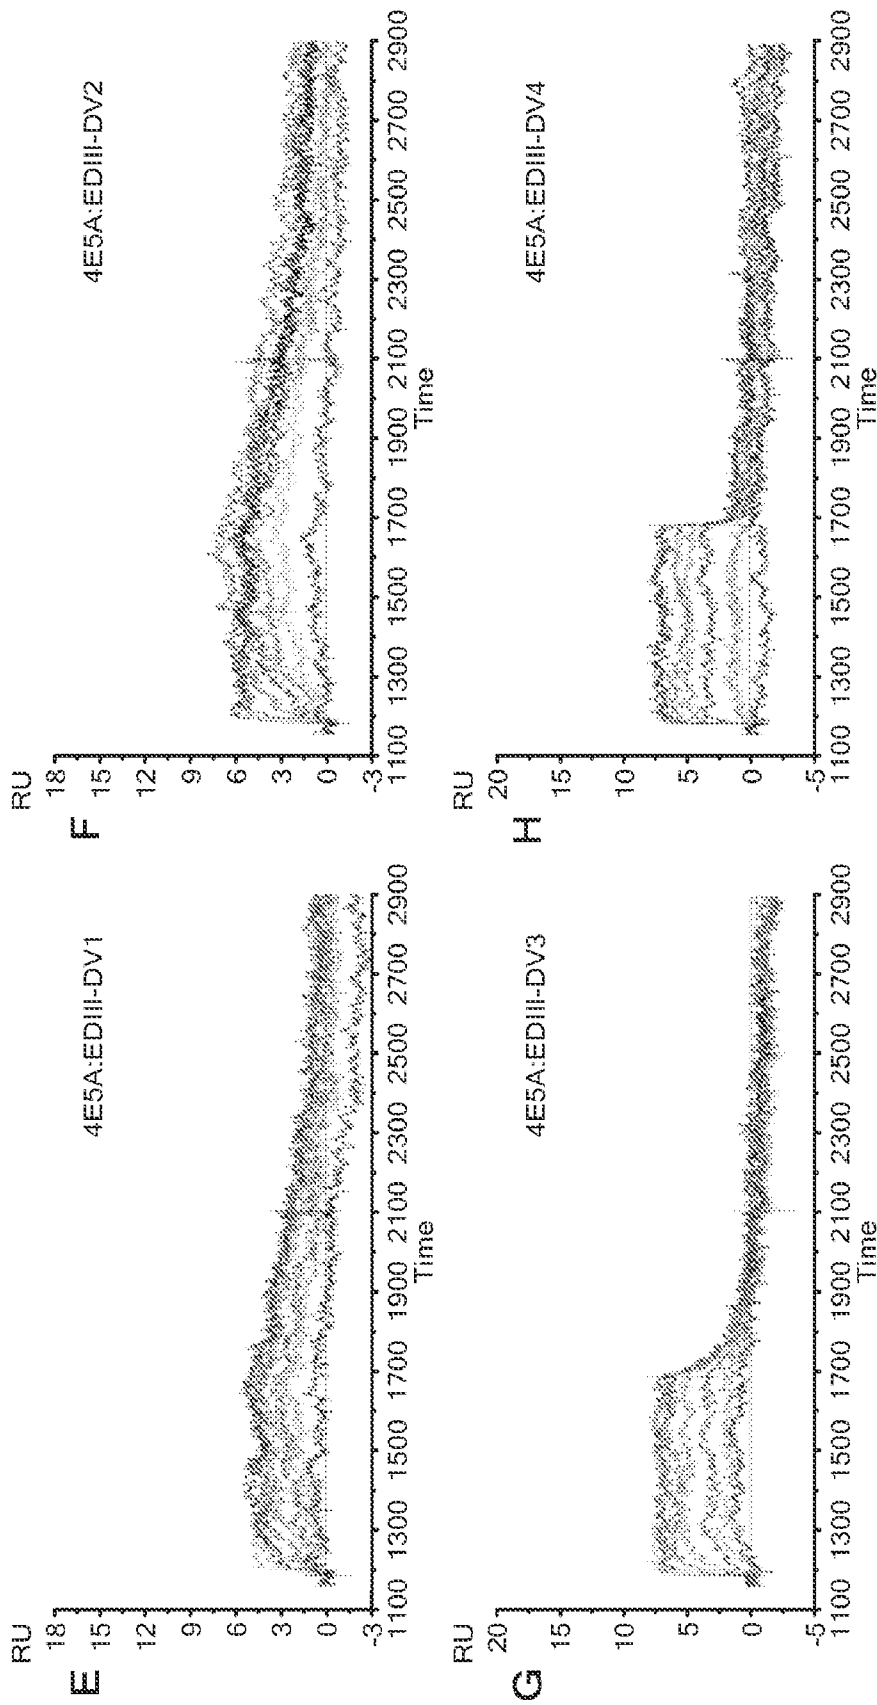 E
RU
4E5A:EDIII-DV1
18
15
12
9
6
3
0
-3
1100 1300 1500 1700 1900 2100 2300 2500 2700 2900
Time
F
RU
4E5A:EDIII-DV2
18
15
12
9
6
3
0
-3
1100 1300 1500 1700 1900 2100 2300 2500 2700 2900
Time
G
RU
4E5A:EDIII-DV3
20
15
10
5
0
-5
1100 1300 1500 1700 1900 2100 2300 2500 2700 2900
Time
H
RU
4E5A:EDIII-DV4
20
15
10
5
0
-5
1100 1300 1500 1700 1900 2100 2300 2500 2700 2900
Time